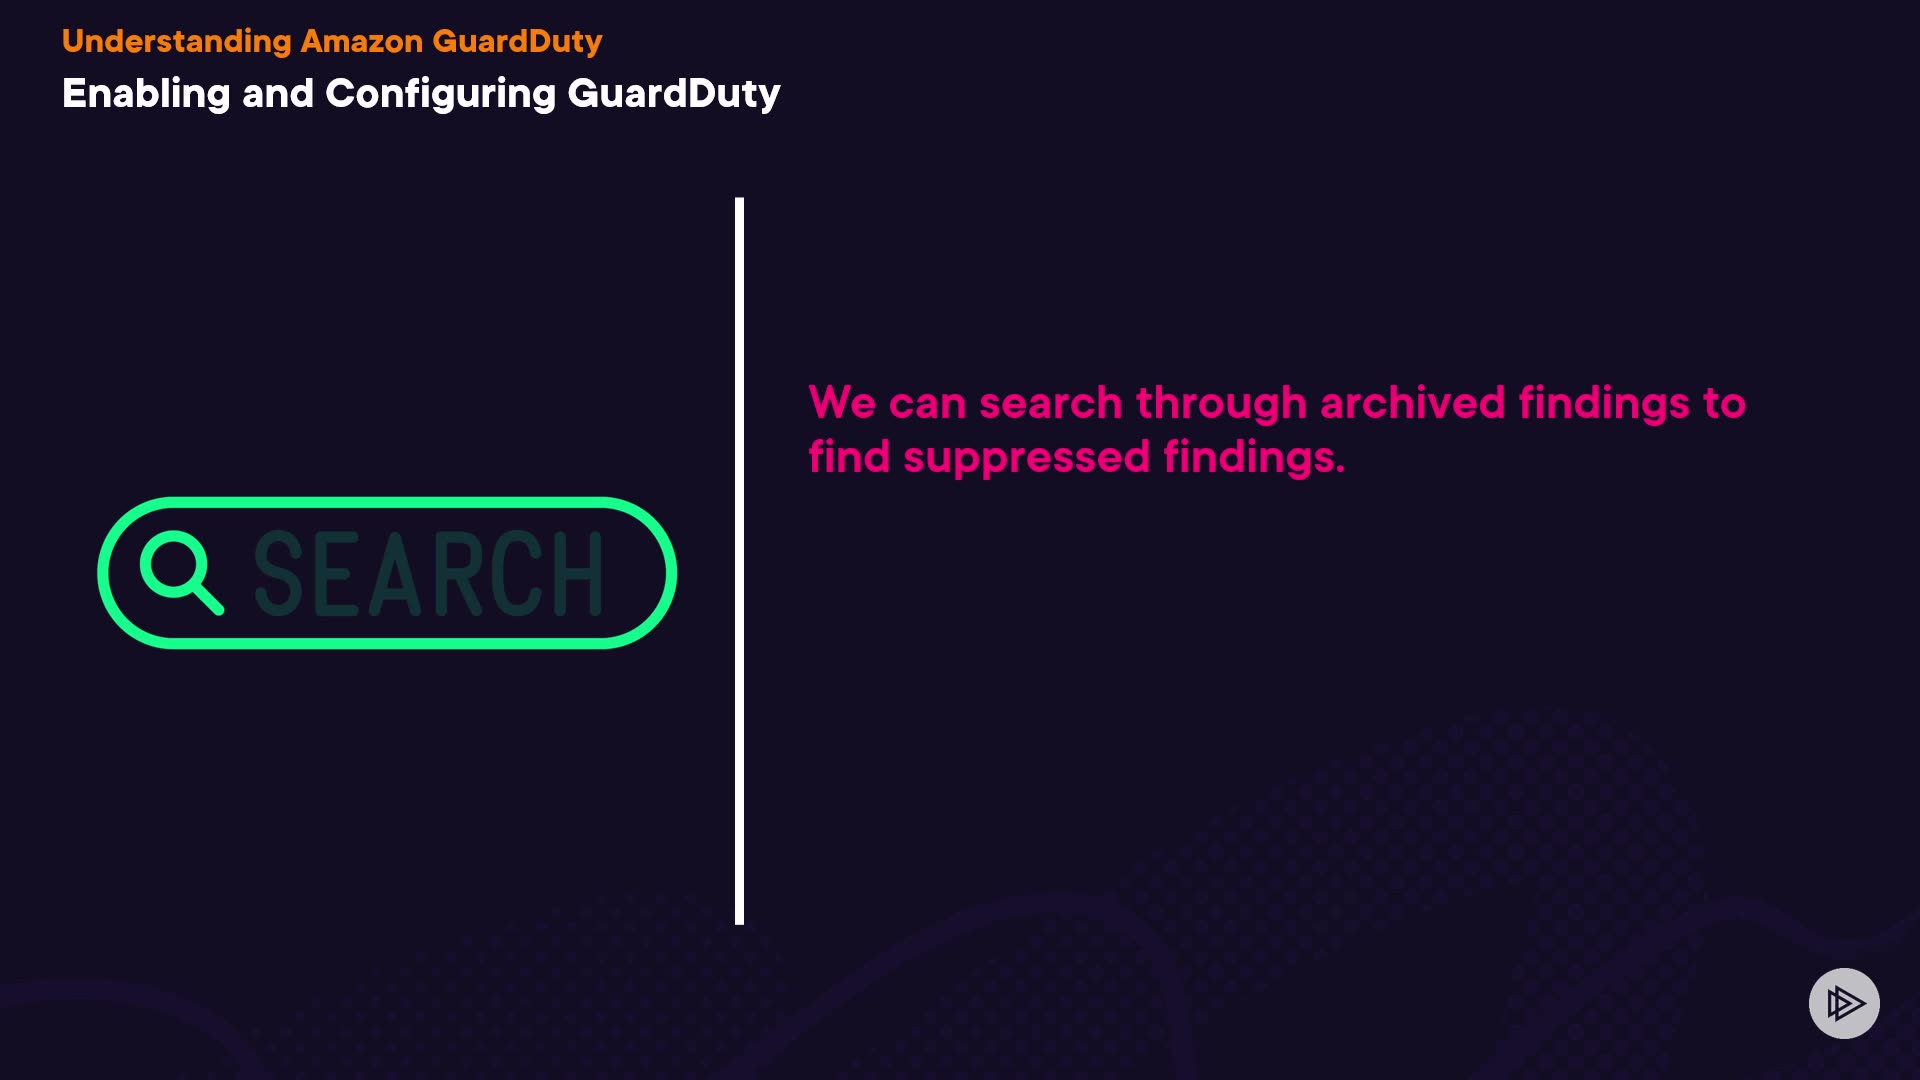 Understanding Amazon GuardDuty
Enabling and Configuring GuardDuty
SEARCH
We can search through archived findings to
find suppressed findings.